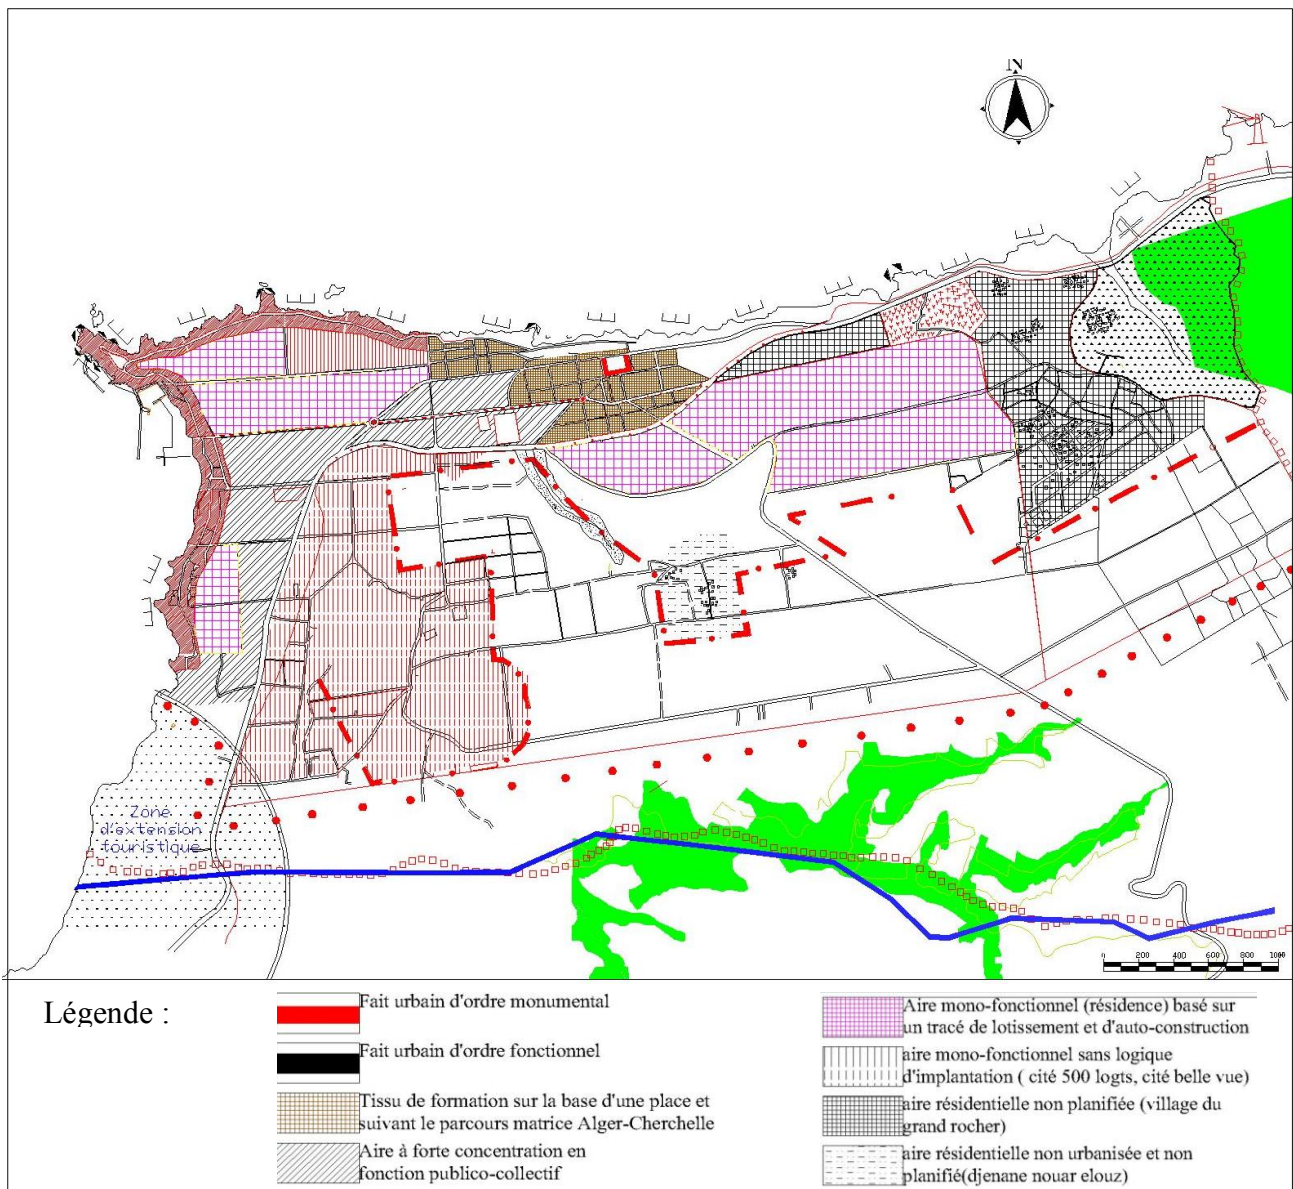 N
Zone
d'extension
touristique
0 200 400 600 800 1000
Légende :
Fait urbain d'ordre monumental
Fait urbain d'ordre fonctionnel
Tissu de formation sur la base d'une place et
suivant le parcours matrice Alger-Cherchelle
Aire à forte concentration en
fonction publico-collectif
Aire mono-fonctionnel (résidence) basé sur
un tracé de lotissement et d'auto-construction
aire mono-fonctionnel sans logique
d'implantation ( cité 500 logts, cité belle vue)
aire résidentielle non planifiée (village du
grand rocher)
aire résidentielle non urbanisée et non
planifié(djenane nouar elouz)